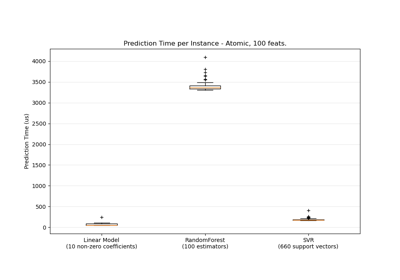 Prediction Time per Instance - Atomic, 100 feats.
4000
3500
3000
2500
2000
1500
1000
500
0
Prediction Time (us)
Linear Model
(10 non-zero coefficients)
RandomForest
(100 estimators)
SVR
(660 support vectors)